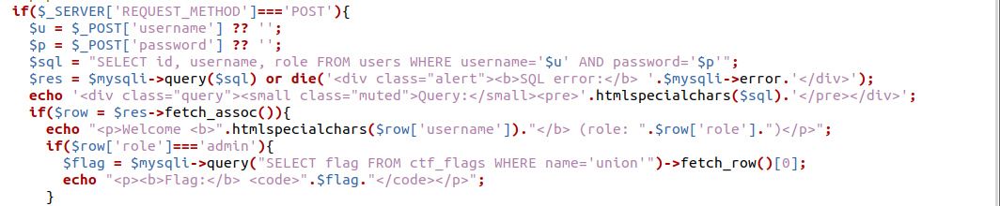 if($_SERVER['REQUEST_METHOD']==='POST'){
$u = $_POST['username'] ?? '';
$p = $_POST['password'] ?? '';
$sql = "SELECT id, username, role FROM users WHERE username='$u' AND password='$p'";
$res = $mysqli->query($sql) or die('<div class="alert"><b>SQL error:</b> '.$mysqli->error.'</div>');
echo '<div class="query"><small class="muted">Query:</small><pre>'.htmlspecialchars($sql).'</pre></div>';
if($row = $res->fetch_assoc()){
echo "<p>Welcome <b>".htmlspecialchars($row['username'])."</b> (role: ".$row['role'].")</p>";
if($row['role']==='admin'){
$flag = $mysqli->query("SELECT flag FROM ctf_flags WHERE name='union'")->fetch_row()[0];
echo "<p><b>Flag:</b> <code>".$flag."</code></p>";
}